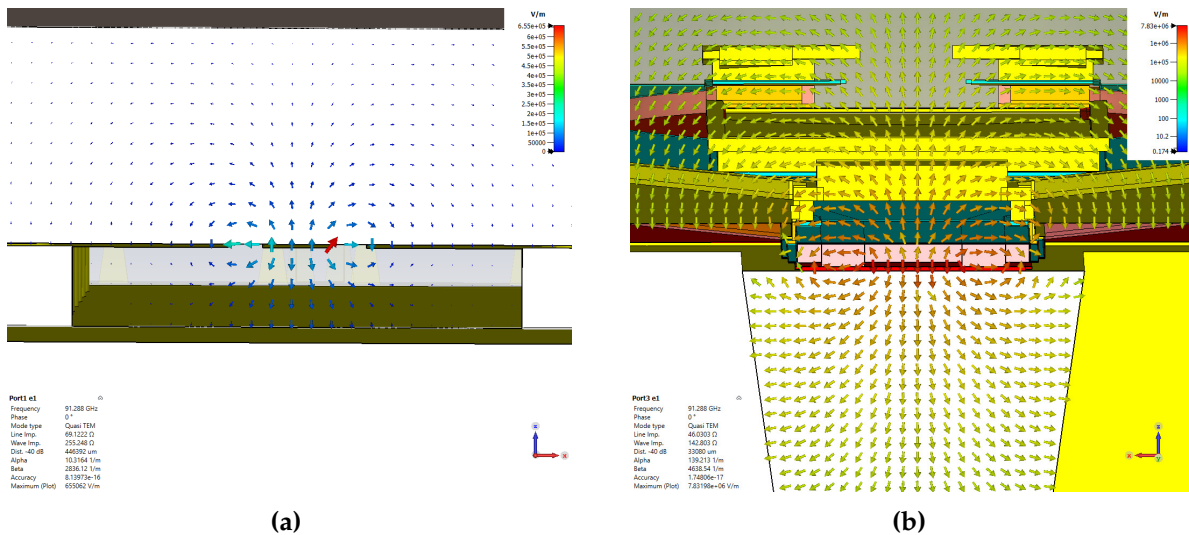 V/m
6.55e+05
6e+05
5.5e+05
4.5e+05
4e+05
3.5e+05
3e+05
2.5e+05
1.5e+05
1e+05
50000
0
Port1 e1
Frequency 91.288 GHz
Phase 0 °
Mode type Quasi TEM
Line Imp. 69.1222 Ω
Wave Imp. 255.248 Ω
Dist. -40 dB 446392 um
Alpha 10.3164 1/m
Beta 2836.12 1/m
Accuracy 8.13973e-16
Maximum (Plot) 655062 V/m
(a)
V/m
7.83e+06
1e+06
1e+05
10000
1000
100
10.2
0.174
Port3 e1
Frequency 91.288 GHz
Phase 0 °
Mode type Quasi TEM
Line Imp. 46.0303 Ω
Wave Imp. 142.803 Ω
Dist. -40 dB 33080 um
Alpha 139.213 1/m
Beta 4638.54 1/m
Accuracy 1.74806e-17
Maximum (Plot) 7.83198e+06 V/m
(b)